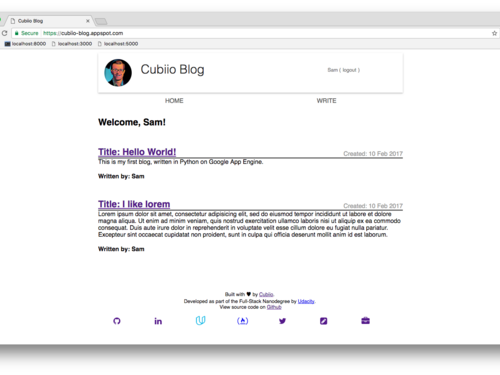 Cubiio Blog
Secure https://cubiio-blog.appspot.com
localhost:8000 localhost:3000 localhost:5000
Cubiio Blog
Sam ( logout )
HOME WRITE
Welcome, Sam!
Title: Hello World!
Created: 10 Feb 2017
This is my first blog, written in Python on Google App Engine.
Written by: Sam
Title: I like lorem
Created: 10 Feb 2017
Lorem ipsum dolor sit amet, consectetur adipisicing elit, sed do eiusmod tempor incididunt ut labore et dolore
magna aliqua. Ut enim ad minim veniam, quis nostrud exercitation ullamco laboris nisi ut aliquip ex ea commodo
consequat. Duis aute irure dolor in reprehenderit in voluptate velit esse cillum dolore eu fugiat nulla pariatur.
Excepteur sint occaecat cupidatat non proident, sunt in culpa qui officia deserunt mollit anim id est laborum.
Written by: Sam
Built with ♥ by Cubiio.
Developed as part of the Full-Stack Nanodegree by Udacity.
View source code on Github